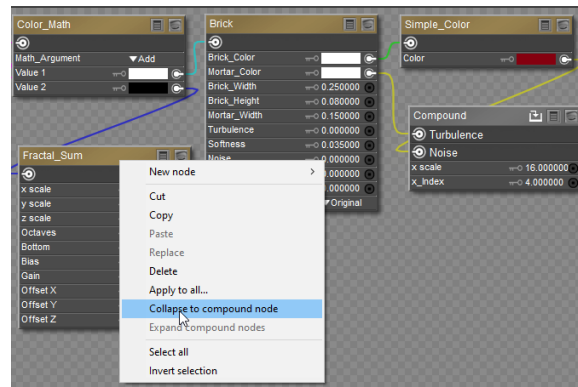 Color_Math
Math_Argument Add
Value 1
Value 2
Brick
Brick_Color
Mortar_Color
Brick_Width 0.250000
Brick_Height 0.080000
Mortar_Width 0.150000
Turbulence 0.000000
Softness 0.035000
Noise 0.000000
0.000000
.000000
Original
Simple_Color
Color
Compound
Turbulence
Noise
x scale 16.000000
x_Index 4.000000
Fractal_Sum
x scale
y scale
z scale
Octaves
Bottom
Bias
Gain
Offset X
Offset Y
Offset Z
New node
Cut
Copy
Paste
Replace
Delete
Apply to all...
Collapse to compound node
Expand compound nodes
Select all
Invert selection